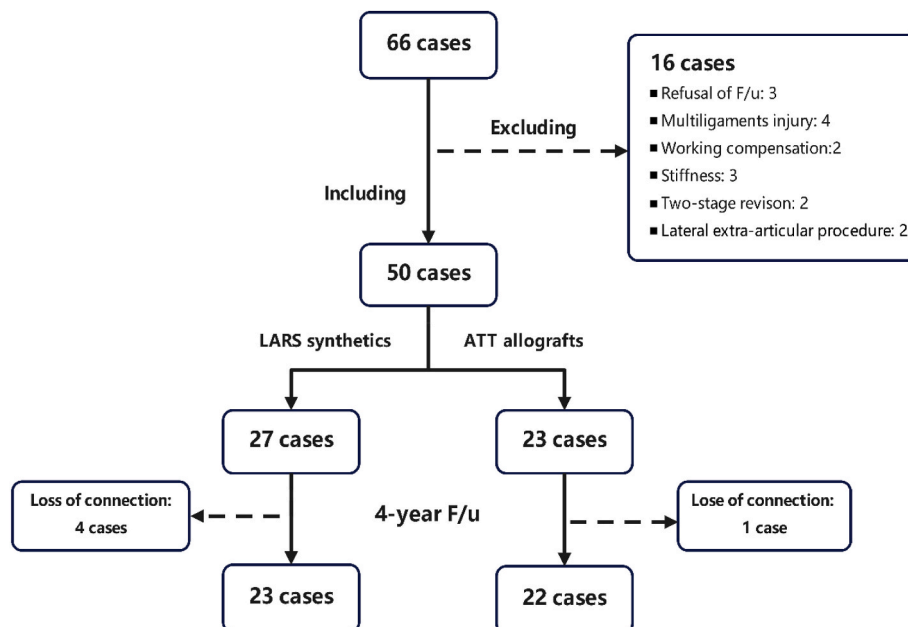 66 cases
16 cases
▪ Refusal of F/u: 3
▪ Multiligaments injury: 4
▪ Working compensation:2
▪ Stiffness: 3
▪ Two-stage revison: 2
▪ Lateral extra-articular procedure: 2
Excluding
Including
50 cases
LARS synthetics
ATT allografts
27 cases
23 cases
Loss of connection:
4 cases
4-year F/u
Lose of connection:
1 case
23 cases
22 cases